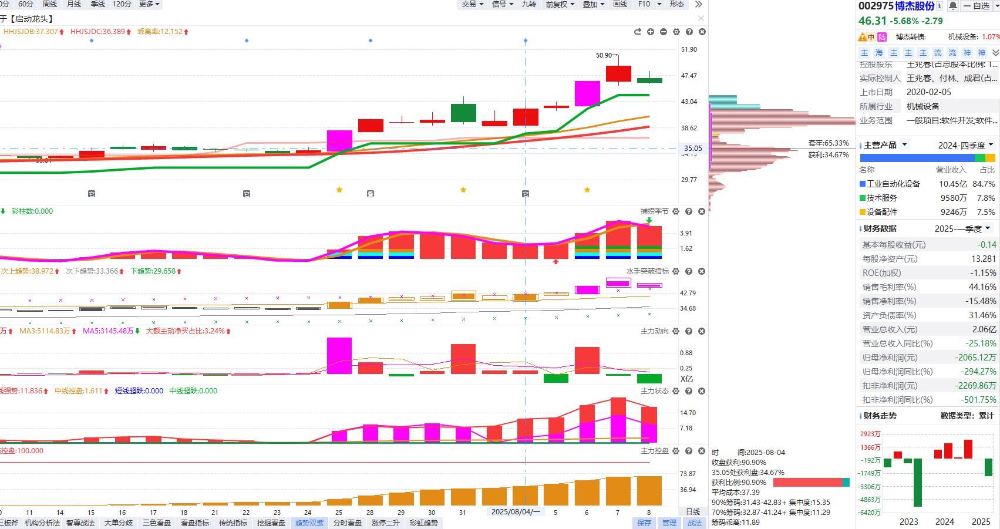 0分 60分 周线 月线 季线 120分 更多
交易 信号 九转 前复权 叠加 画线 F10 形态
于【启动龙头】
HHJSJDB:37.307 HHJSJDC:36.389 乖离率:12.152
50.90
51.90
47.47
43.04
38.62
35.05
29.77
彩柱数:0.000
捕捞季节
3.91
1.62
次上趋势:38.972 次下趋势:33.366 下趋势:29.658
水手突破指标
42.79
34.68
万 MA3:5114.83万 MA5:3145.48万 大额主动净买占比:3.24%
主力动向
0.88
0.25
X亿
线强势:11.836 中线控盘:1.611 短线超跌:0.000 中线超跌:0.000
主力状态
14.70
7.18
控盘:100.000
主力控盘
73.87
36.94
11 14 15 16 17 18 21 22 23 24 25 28 29 30 31 2025/08/04/一 5 6 7 8 日线
三板斧 机构分析法 智尊战法 大单分歧 三色看盘 看盘指标 传统指标 挖掘看盘 趋势双紫 分时看盘 涨停二升 彩虹趋势
保存 管理 战法
套牢:65.33%
获利:34.67%
时 间:2025-08-04
收盘获利:90.90%
35.05处获利盘:34.67%
获利比例:90.90%
平均成本:37.39
90%筹码:31.43-42.83+ 集中度:15.35
70%筹码:32.87-41.24+ 集中度:11.29
筹码乖离:11.89
002975博杰股份 自选
46.31 -5.68% -2.79
中 陆 博杰转债: 机械设备: 1.07%
主 海 主 主 主 流 流 神 神
控股股东 王兆春(占总股本比例: 1...
实际控制人 王兆春、付林、成君(占...
上市日期 2020-02-05
所属行业 机械设备
业务范围 一般项目:软件开发;软件...
主营产品 2024-四季度
名称 营业收入 占比
工业自动化设备 10.45亿 84.7%
技术服务 9580万 7.8%
设备配件 9246万 7.5%
财务数据 2025-一季度
基本每股收益(元) -0.14
每股净资产(元) 13.281
ROE(加权) -1.15%
销售毛利率(%) 44.16%
销售净利率(%) -15.48%
资产负债率(%) 31.46%
营业总收入(元) 2.06亿
营业总收入同比(%) -25.18%
归母净利润(元) -2065.12万
归母净利润同比(%) -294.27%
扣非净利润(元) -2269.86万
扣非净利润同比(%) -501.75%
财务走势 数据类型: 累计
2923万
1366万
-192万
-1749万
-3306万
-4863万
-6420万
2023 2024 2025